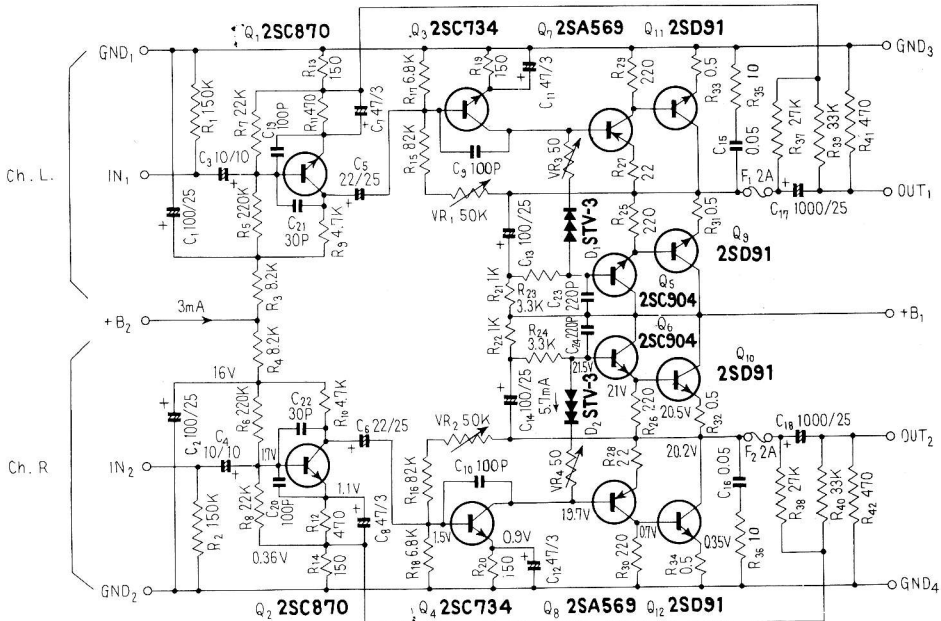 Q₁ 2SC870
Q₃ 2SC734
Q₇ 2SA569
Q₁₁ 2SD91
GND₁
GND₃
R₁ 150K
R₇ 22K
C₁₉ 100P
R₁₃ 150
R₁₁ 470
C₇ 47/3
R₁₇ 6.8K
R₁₉ 150
C₁₁ 47/3
R₂₉ 220
R₃₃ 0.5
R₃₅ 10
C₁₅ 0.05
R₃₇ 27K
R₃₉ 33K
R₄₁ 470
Ch. L.
IN₁
C₃ 10/10
C₅ 22/25
R₁₅ 82K
C₉ 100P
VR₃ 50
R₂₇ 22
F₁ 2A
OUT₁
C₁₇ 1000/25
C₁ 100/25
R₅ 220K
C₂₁ 30P
R₉ 4.7K
VR₁ 50K
C₁₃ 100/25
D₁ STV-3
R₂₅ 220
R₃₁ 0.5
Q₉ 2SD91
R₃ 8.2K
R₂₁ 1K
R₂₃ 3.3K
C₂₃ 220P
Q₅ 2SC904
+B₂
3mA
+B₁
R₄ 8.2K
R₂₂ 1K
R₂₄ 3.3K
C₂₄ 220P
Q₆ 2SC904
Q₁₀ 2SD91
21.5V
21V
20.5V
16V
C₂ 100/25
R₆ 220K
C₂₂ 30P
R₁₀ 4.7K
C₆ 22/25
VR₂ 50K
C₁₄ 100/25
5.7mA
D₂ STV-3
R₂₆ 220
R₃₂ 0.5
20.2V
F₂ 2A
C₁₈ 1000/25
OUT₂
Ch. R
IN₂
C₄ 10/10
1.7V
C₂₀ 100P
R₈ 22K
R₂ 150K
0.36V
1.1V
R₁₂ 470
R₁₄ 150
C₈ 47/3
R₁₆ 82K
C₁₀ 100P
VR₄ 50
R₂₈ 22
19.7V
C₁₆ 0.05
R₃₈ 27K
R₄₀ 33K
R₄₂ 470
1.5V
0.9V
0.7V
0.35V
R₁₈ 6.8K
R₂₀ 150
C₁₂ 47/3
R₃₀ 220
R₃₄ 0.5
R₃₆ 10
GND₂
GND₄
Q₂ 2SC870
Q₄ 2SC734
Q₈ 2SA569
Q₁₂ 2SD91